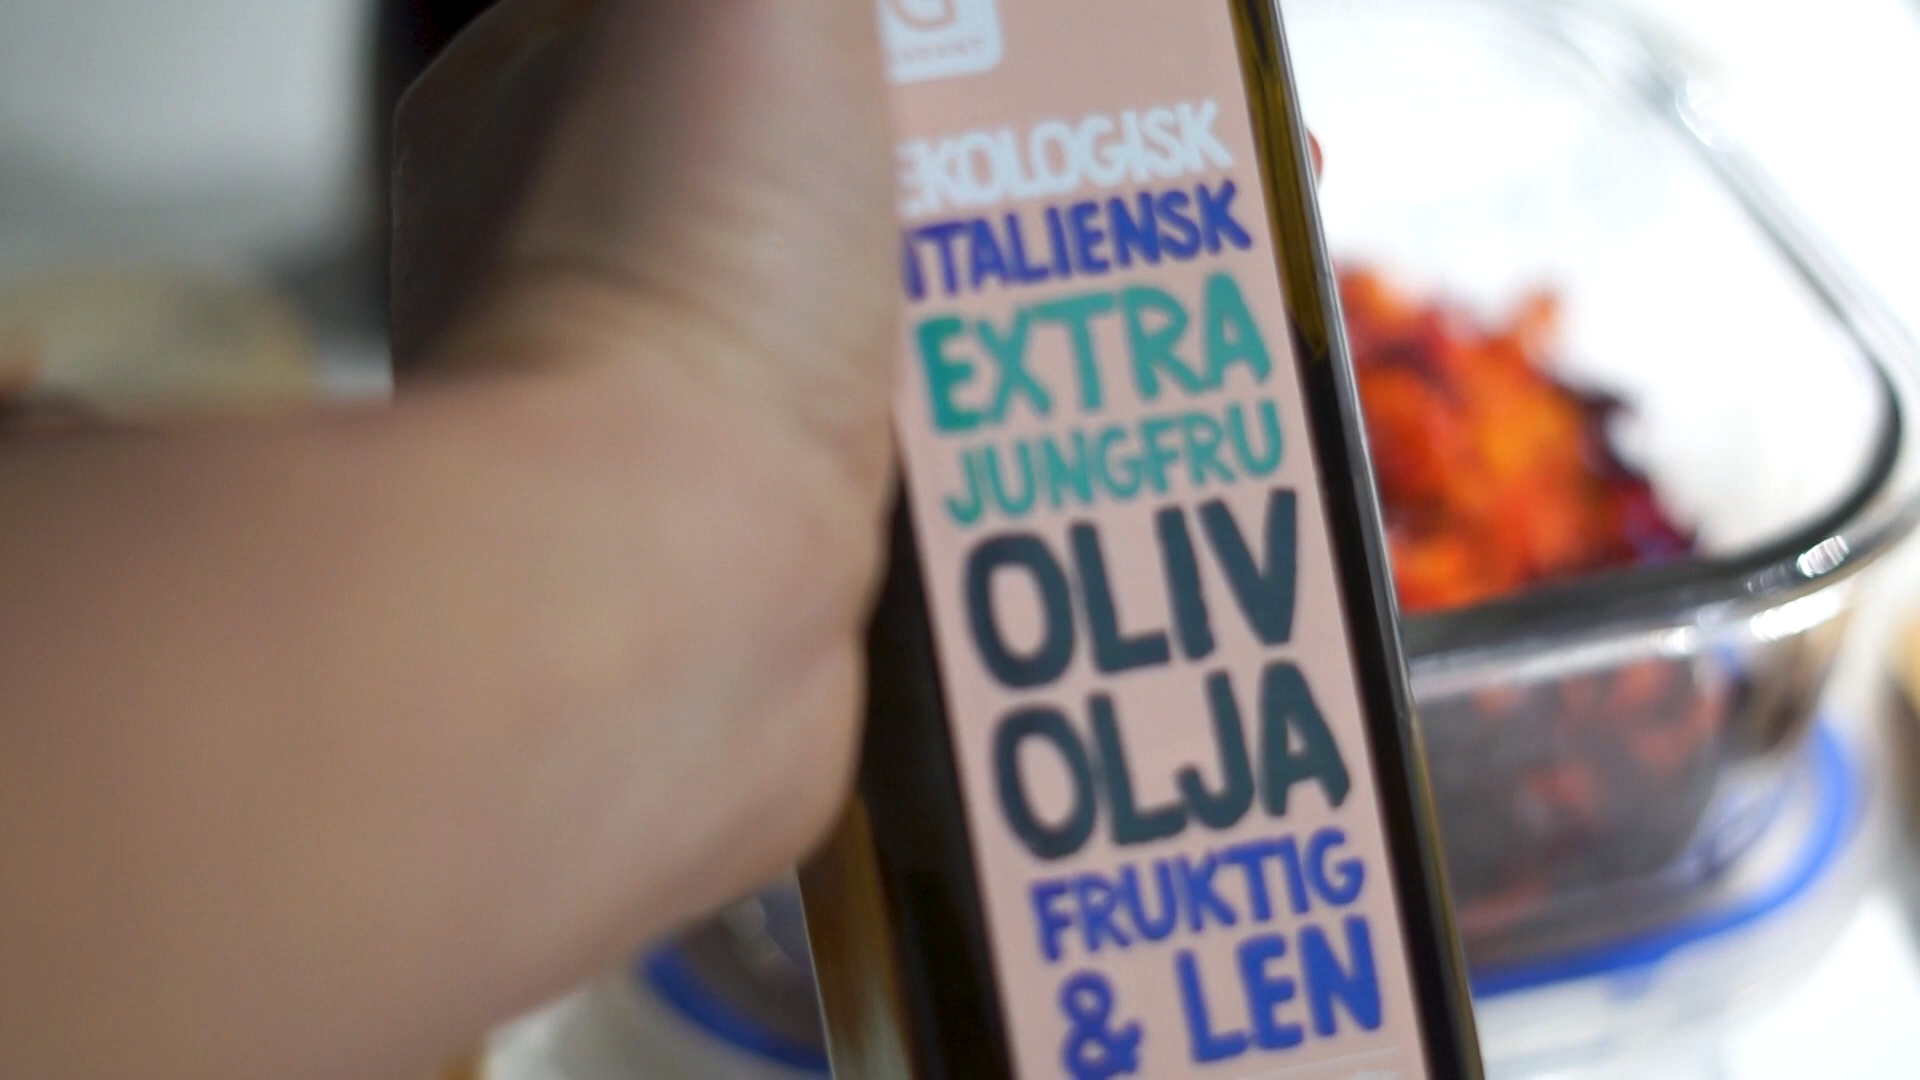 EKOLOGISK
ITALIENSK
EXTRA
JUNGFRU
OLIV
OLJA
FRUKTIG
& LEN